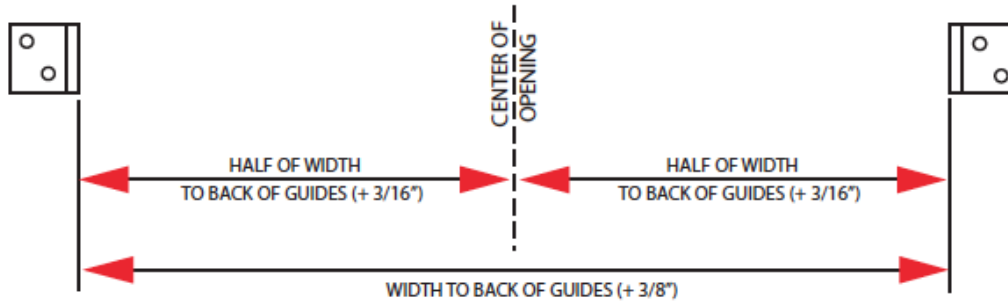 CENTER OF
OPENING
HALF OF WIDTH
TO BACK OF GUIDES (+ 3/16")
HALF OF WIDTH
TO BACK OF GUIDES (+ 3/16")
WIDTH TO BACK OF GUIDES (+ 3/8")